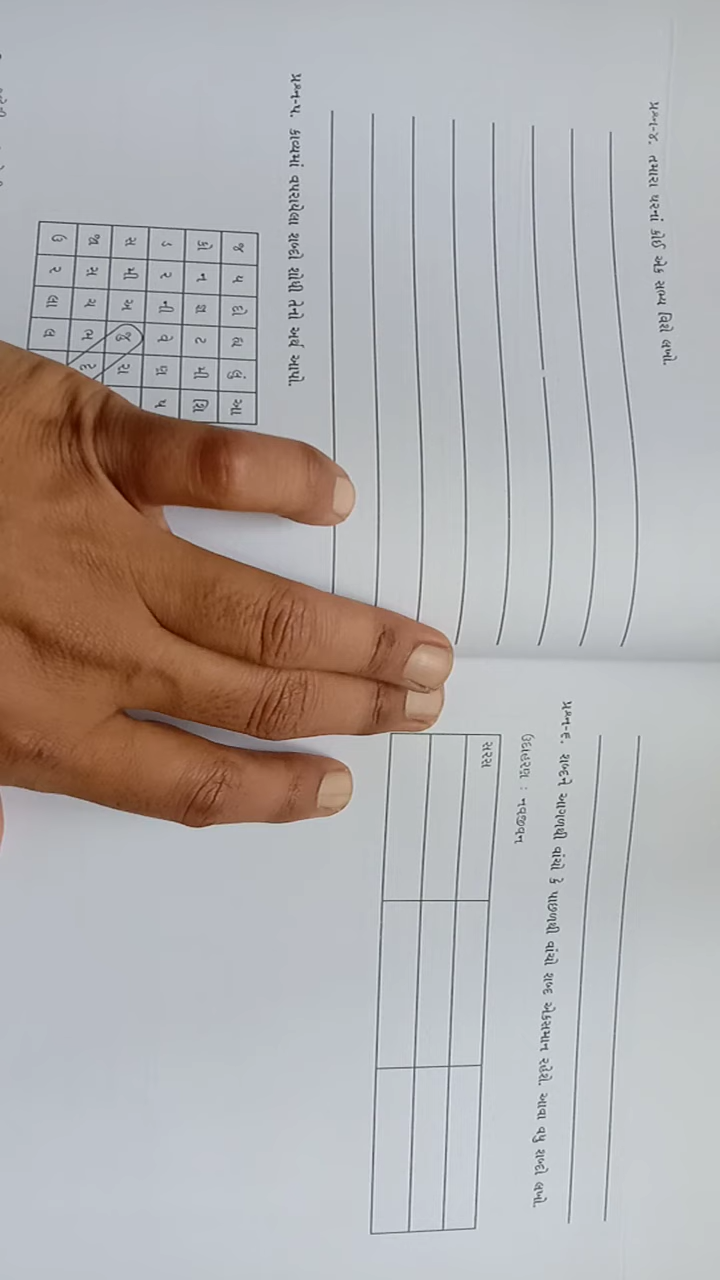 પ્રશ્ન-૪. તમારા ઘરનાં કોઈ એક સભ્ય વિશે લખો.
પ્રશ્ન-૫. કાવ્યમાં વપરાયેલા શબ્દો શોધી તેનો અર્થ આપો.
જ પ દો ઘ લું આ
કો ન શ ટ મી શિ
ડ ર ની વે ણ પ
સ મી અ જી રા
જા સ ય ભ
ઉ ર લા લ
પ્રશ્ન-૬. શબ્દને આગળથી વાંચો કે પાછળથી વાંચો શબ્દ એકસમાન રહેશે. આવા વધુ શબ્દો લખો.
ઉદાહરણ : નવજીવન
સરસ